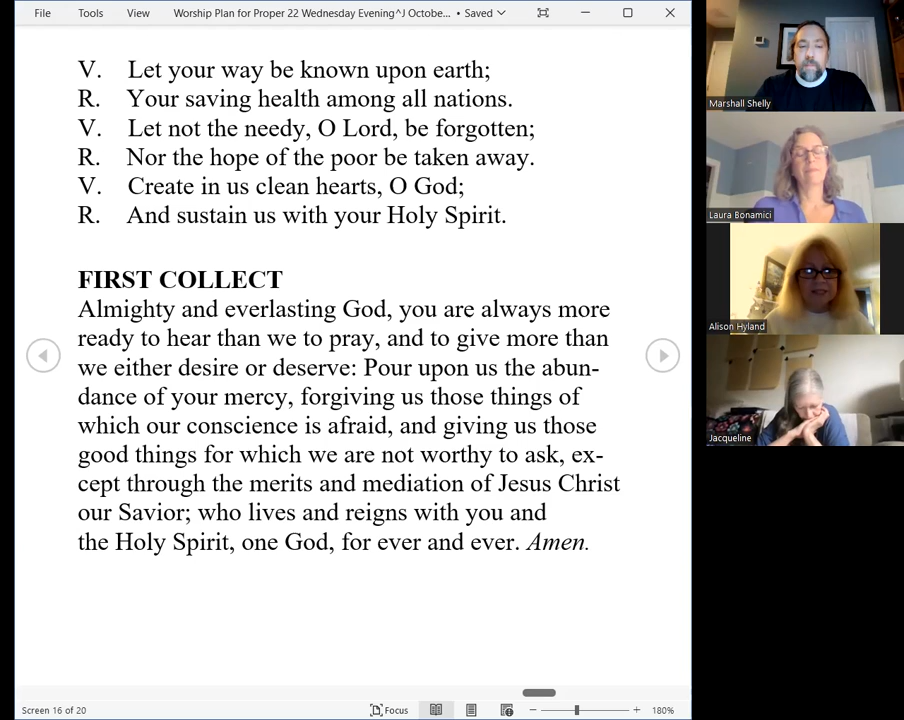 File Tools View Worship Plan for Proper 22 Wednesday Evening^J Octobe... • Saved
V. Let your way be known upon earth;
R. Your saving health among all nations.
V. Let not the needy, O Lord, be forgotten;
R. Nor the hope of the poor be taken away.
V. Create in us clean hearts, O God;
R. And sustain us with your Holy Spirit.
FIRST COLLECT
Almighty and everlasting God, you are always more
ready to hear than we to pray, and to give more than
we either desire or deserve: Pour upon us the abun-
dance of your mercy, forgiving us those things of
which our conscience is afraid, and giving us those
good things for which we are not worthy to ask, ex-
cept through the merits and mediation of Jesus Christ
our Savior; who lives and reigns with you and
the Holy Spirit, one God, for ever and ever. Amen.
Screen 16 of 20 Focus 180%
Marshall Shelly
Laura Bonamici
Alison Hyland
Jacqueline